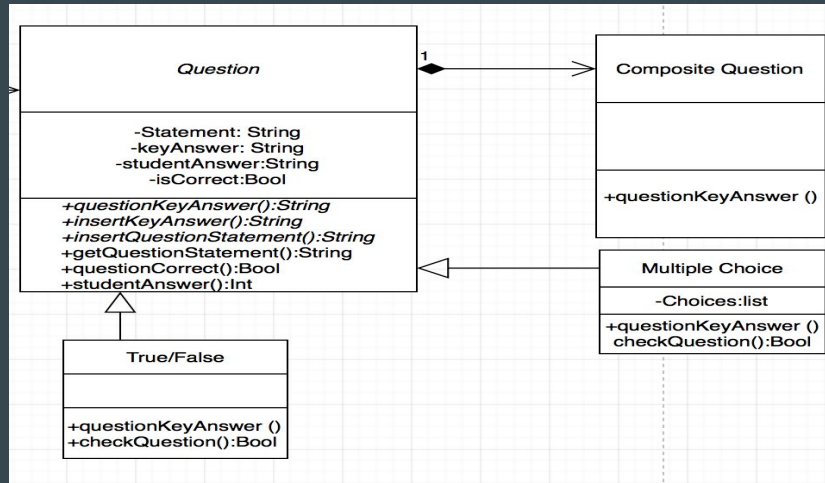 Question
-Statement: String
-keyAnswer: String
-studentAnswer:String
-isCorrect:Bool
+questionKeyAnswer():String
+insertKeyAnswer():String
+insertQuestionStatement():String
+getQuestionStatement():String
+questionCorrect():Bool
+studentAnswer():Int
1
Composite Question
+questionKeyAnswer ()
Multiple Choice
-Choices:list
+questionKeyAnswer ()
checkQuestion():Bool
True/False
+questionKeyAnswer ()
+checkQuestion():Bool